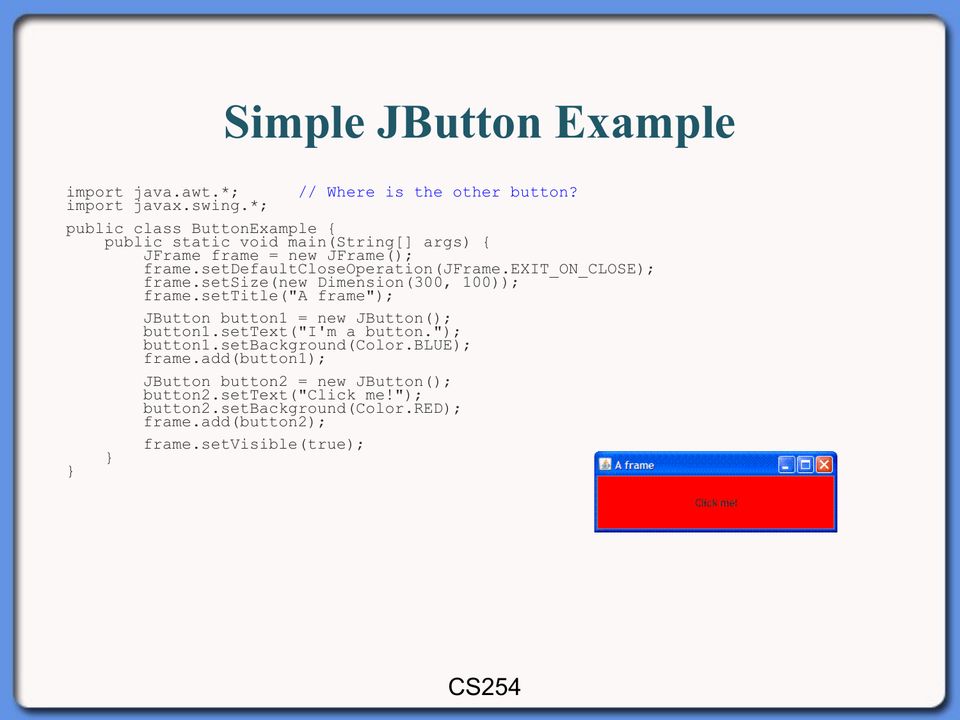 Simple JButton Example
import java.awt.*;      // Where is the other button?
import javax.swing.*;
public class ButtonExample {
    public static void main(String[] args) {
        JFrame frame = new JFrame();
        frame.setDefaultCloseOperation(JFrame.EXIT_ON_CLOSE);
        frame.setSize(new Dimension(300, 100));
        frame.setTitle("A frame");
        JButton button1 = new JButton();
        button1.setText("I'm a button.");
        button1.setBackground(Color.BLUE);
        frame.add(button1);
        JButton button2 = new JButton();
        button2.setText("Click me!");
        button2.setBackground(Color.RED);
        frame.add(button2);
        frame.setVisible(true);
    }
}
A frame
Click me!
CS254